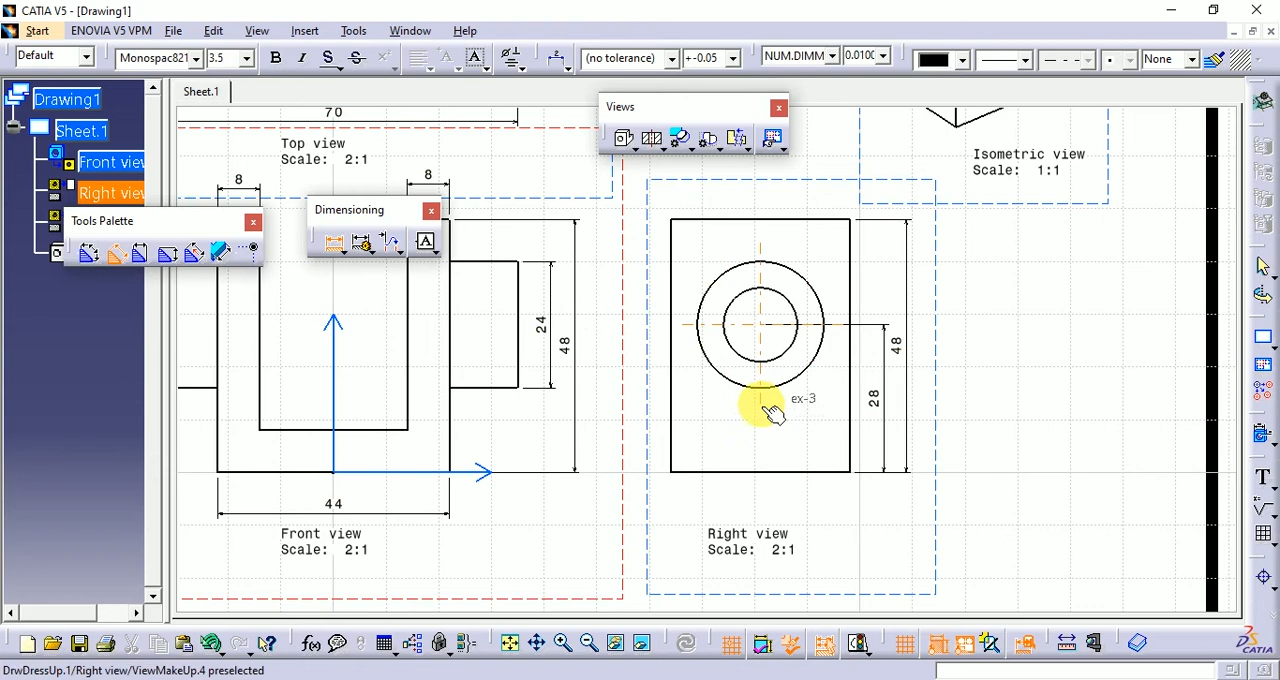 CATIA V5 - [Drawing1]
Start ENOVIA V5 VPM File Edit View Insert Tools Window Help
Default Monospac821 3.5 B I S S A A (no tolerance) +-0.05 NUM.DIMM 0.010 None
Drawing1
Sheet.1
Front view
Right view
Sheet.1
Views
70
Top view
Scale: 2:1
Isometric view
Scale: 1:1
8
8
Tools Palette
Dimensioning
A
24
48
48
28
ex-3
44
Front view
Scale: 2:1
Right view
Scale: 2:1
T
f(x)
CATIA
DrwDressUp.1/Right view/ViewMakeUp.4 preselected